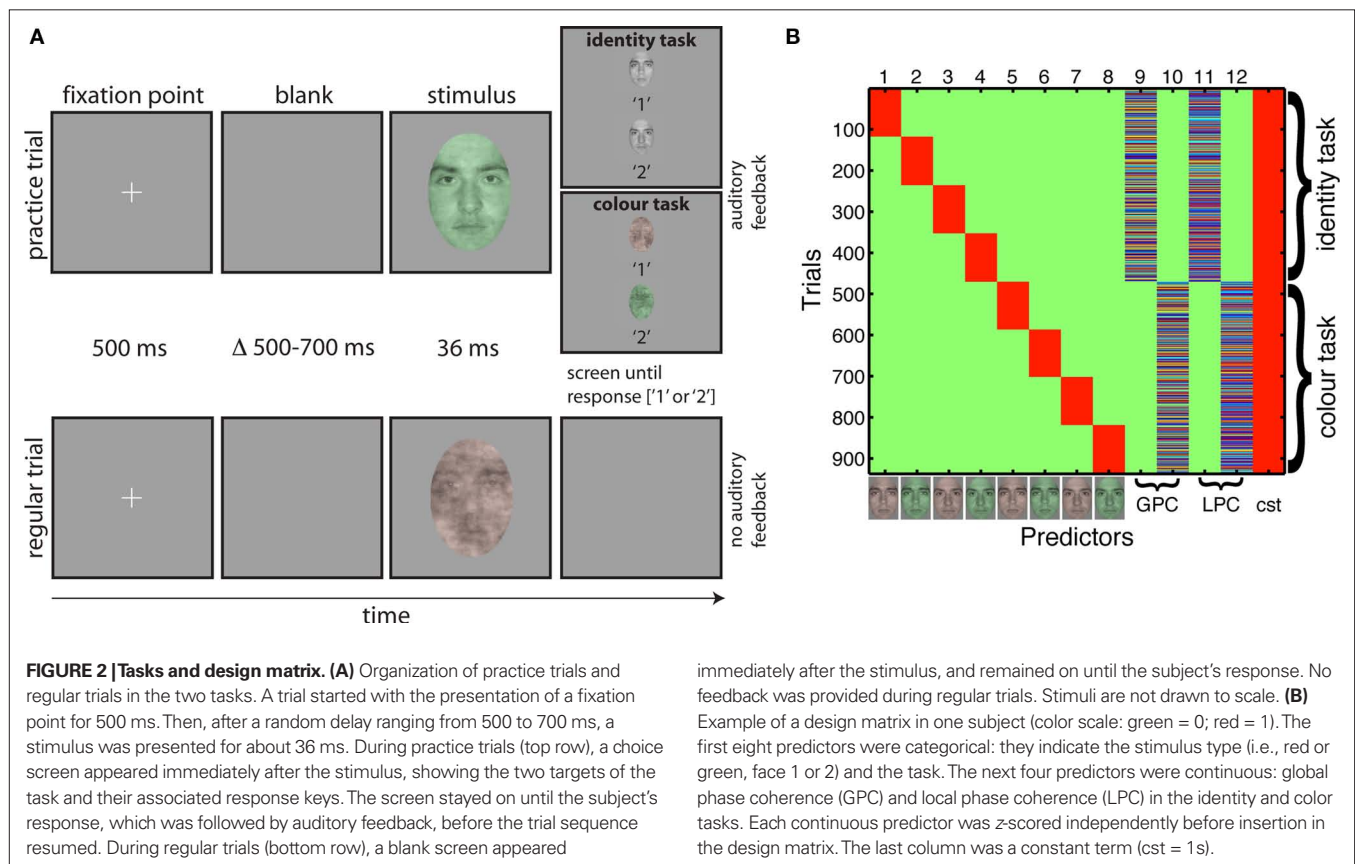 A
fixation point
blank
stimulus
practice trial
identity task
'1'
'2'
colour task
'1'
'2'
auditory
feedback
500 ms
Δ 500-700 ms
36 ms
screen until
response ['1' or '2']
regular trial
no auditory
feedback
time
B
1 2 3 4 5 6 7 8 9 10 11 12
100
200
300
400
500
600
700
800
900
Trials
identity task
colour task
GPC LPC cst
Predictors
FIGURE 2 | Tasks and design matrix. (A) Organization of practice trials and
regular trials in the two tasks. A trial started with the presentation of a fixation
point for 500 ms. Then, after a random delay ranging from 500 to 700 ms, a
stimulus was presented for about 36 ms. During practice trials (top row), a choice
screen appeared immediately after the stimulus, showing the two targets of the
task and their associated response keys. The screen stayed on until the subject's
response, which was followed by auditory feedback, before the trial sequence
resumed. During regular trials (bottom row), a blank screen appeared
immediately after the stimulus, and remained on until the subject's response. No
feedback was provided during regular trials. Stimuli are not drawn to scale. (B)
Example of a design matrix in one subject (color scale: green = 0; red = 1). The
first eight predictors were categorical: they indicate the stimulus type (i.e., red or
green, face 1 or 2) and the task. The next four predictors were continuous: global
phase coherence (GPC) and local phase coherence (LPC) in the identity and color
tasks. Each continuous predictor was z-scored independently before insertion in
the design matrix. The last column was a constant term (cst = 1s).